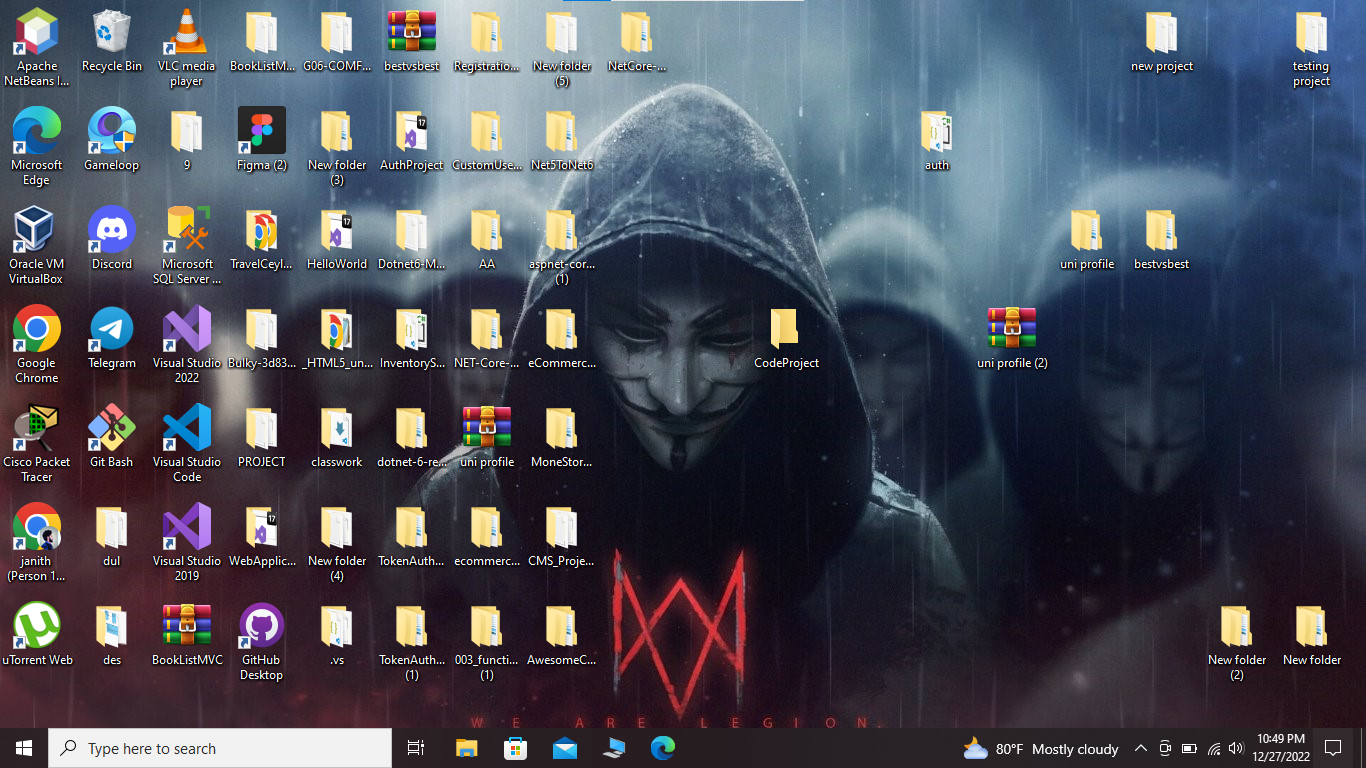 Apache
NetBeans I...
Recycle Bin
VLC media
player
BookListM...
G06-COMF...
bestvsbest
Registratio...
New folder
(5)
NetCore-...
new project
testing
project
Microsoft
Edge
Gameloop
9
Figma (2)
New folder
(3)
17
AuthProject
CustomUse...
Net5ToNet6
auth
Oracle VM
VirtualBox
Discord
Microsoft
SQL Server ...
TravelCeyl...
17
HelloWorld
Dotnet6-M...
AA
aspnet-cor...
(1)
uni profile
bestvsbest
Google
Chrome
Telegram
Visual Studio
2022
Bulky-3d83...
_HTML5_un...
InventoryS...
NET-Core-...
eCommerc...
CodeProject
uni profile (2)
Cisco Packet
Tracer
Git Bash
Visual Studio
Code
PROJECT
classwork
dotnet-6-re...
uni profile
MoneStor...
janith
(Person 1...
dul
Visual Studio
2019
17
WebApplic...
New folder
(4)
TokenAuth...
ecommerc...
CMS_Proje...
uTorrent Web
des
BookListMVC
GitHub
Desktop
.vs
TokenAuth...
(1)
003_functi...
(1)
AwesomeC...
New folder
(2)
New folder
WE ARE LEGION.
Type here to search
80°F Mostly cloudy
10:49 PM
12/27/2022